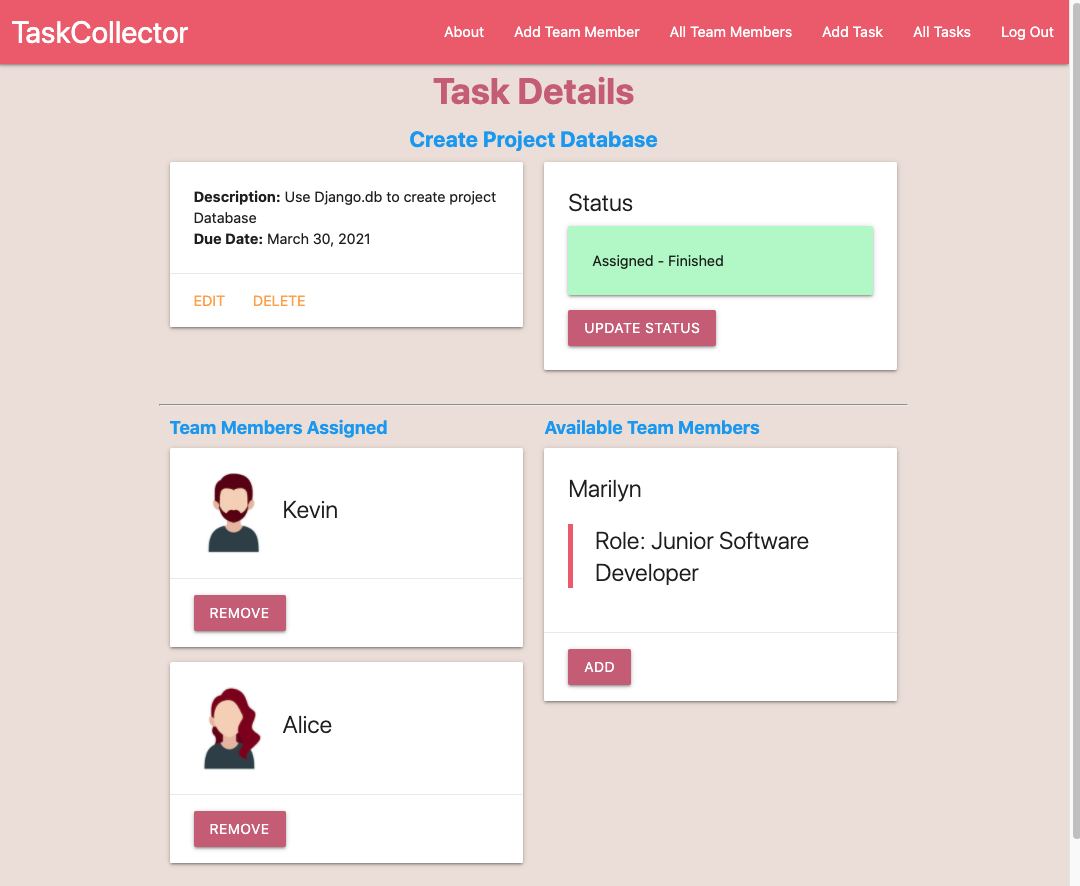 TaskCollector
About
Add Team Member
All Team Members
Add Task
All Tasks
Log Out
Task Details
Create Project Database
Description: Use Django.db to create project
Database
Due Date: March 30, 2021
EDIT
DELETE
Status
Assigned - Finished
UPDATE STATUS
Team Members Assigned
Kevin
REMOVE
Alice
REMOVE
Available Team Members
Marilyn
Role: Junior Software
Developer
ADD